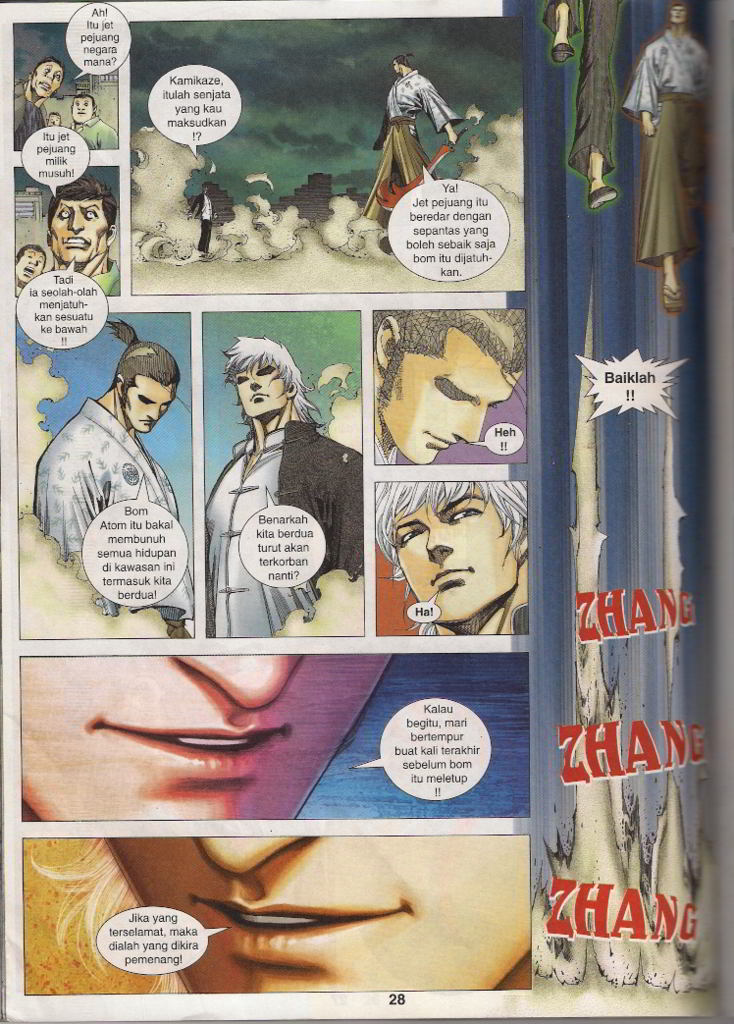 Ah!
Itu jet
pejuang
negara
mana?
Itu jet
pejuang
milik
musuh!
Tadi
ia seolah-olah
menjatuh-
kan sesuatu
ke bawah
!!
Kamikaze,
itulah senjata
yang kau
maksudkan
!?
Ya!
Jet pejuang itu
beredar dengan
sepantas yang
boleh sebaik saja
bom itu dijatuh-
kan.
Bom
Atom itu bakal
membunuh
semua hidupan
di kawasan ini
termasuk kita
berdua!
Benarkah
kita berdua
turut akan
terkorban
nanti?
Heh
!!
Ha!
Kalau
begitu, mari
bertempur
buat kali terakhir
sebelum bom
itu meletup
!!
Jika yang
terselamat, maka
dialah yang dikira
pemenang!
Baiklah
!!
ZHANG
ZHANG
ZHANG
28